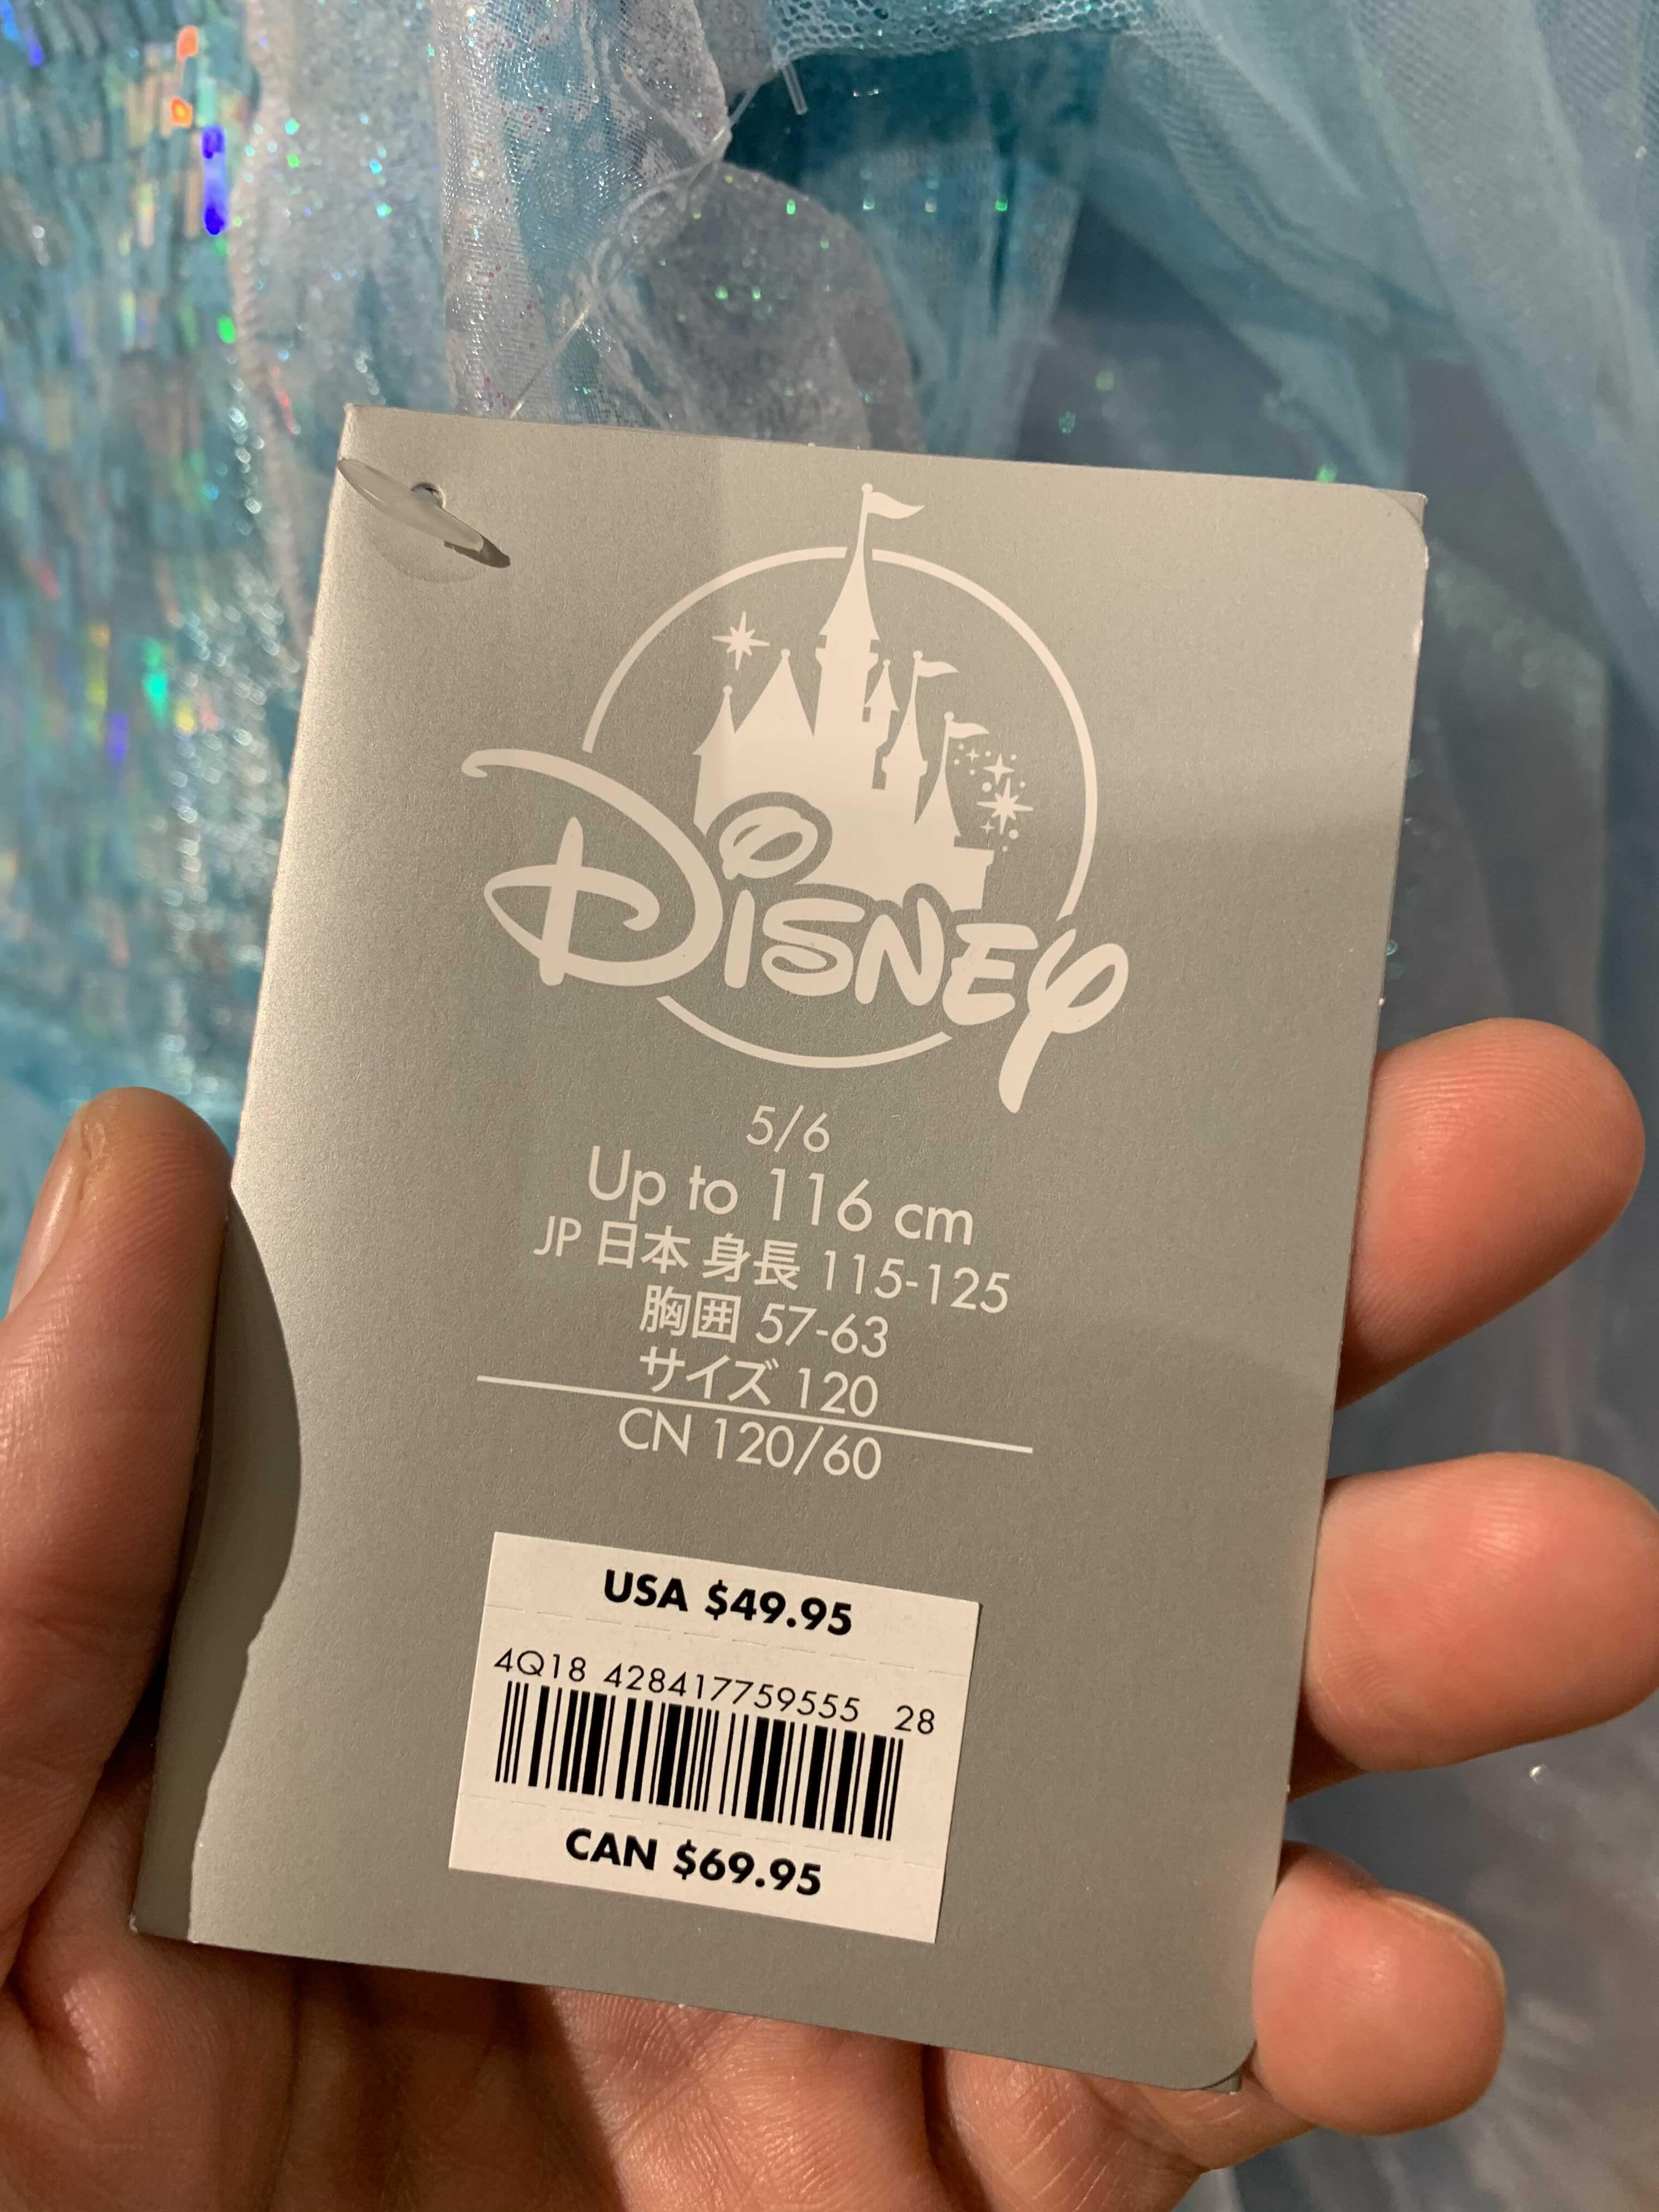 Disney
5/6
Up to 116 cm
JP 日本 身長 115-125
胸囲 57-63
サイズ 120
CN 120/60
USA $49.95
4Q18 428417759555 28
CAN $69.95